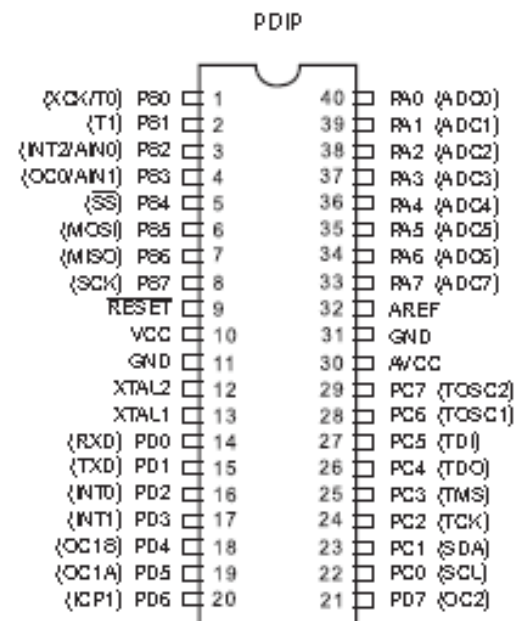 PDIP
(XCK/T0) PB0 1 40 PA0 (ADC0)
(T1) PB1 2 39 PA1 (ADC1)
(INT2/AIN0) PB2 3 38 PA2 (ADC2)
(OC0/AIN1) PB3 4 37 PA3 (ADC3)
(SS) PB4 5 36 PA4 (ADC4)
(MOSI) PB5 6 35 PA5 (ADC5)
(MISO) PB6 7 34 PA6 (ADC6)
(SCK) PB7 8 33 PA7 (ADC7)
RESET 9 32 AREF
VCC 10 31 GND
GND 11 30 AVCC
XTAL2 12 29 PC7 (TOSC2)
XTAL1 13 28 PC6 (TOSC1)
(RXD) PD0 14 27 PC5 (TDI)
(TXD) PD1 15 26 PC4 (TDO)
(INT0) PD2 16 25 PC3 (TMS)
(INT1) PD3 17 24 PC2 (TCK)
(OC1B) PD4 18 23 PC1 (SDA)
(OC1A) PD5 19 22 PC0 (SCL)
(ICP1) PD6 20 21 PD7 (OC2)